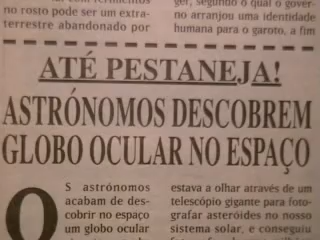 no rosto pode ser um extra-
terrestre abandonado por
ger, segundo o qual o gover-
no arranjou uma identidade
humana para o garoto, a fim
ATÉ PESTANEJA!
ASTRÓNOMOS DESCOBREM
GLOBO OCULAR NO ESPAÇO
OS astrónomos
acabam de des-
cobrir no espaço
um globo ocular
estava a olhar através de um
telescópio gigante para foto-
grafar asteróides no nosso
sistema solar, e conseguiu